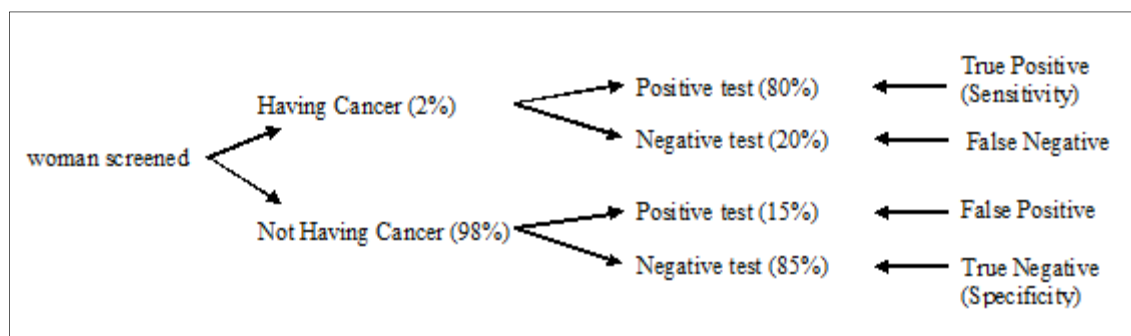 True Positive
(Sensitivity)
Positive test (80%)
Having Cancer (2%)
Negative test (20%)
False Negative
woman screened
Positive test (15%)
False Positive
Not Having Cancer (98%)
Negative test (85%)
True Negative
(Specificity)